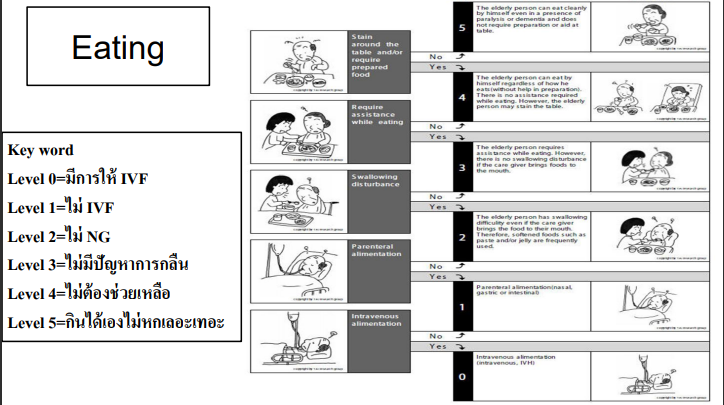 Eating
Key word
Level 0=มีการให้ IVF
Level 1=ไม่ IVF
Level 2=ไม่ NG
Level 3=ไม่มีปัญหาการกลืน
Level 4=ไม่ต้องช่วยเหลือ
Level 5=กินได้เองไม่หกเลอะเทอะ
Stain
around the
table and/or
require
prepared
food
Require
assistance
while eating
Swallowing
disturbance
Parenteral
alimentation
Intravenous
alimentation
5
The elderly person can eat cleanly
by himself even in a presence of
paralysis or dementia and does
not require preparation or aid at
table.
No
Yes
4
The elderly person can eat by
himself regardless of how he
eats(without help in preparation).
There is no assistance required
while eating. However, the elderly
person may stain the table.
No
Yes
3
The elderly person requires
assistance while eating. However,
there is no swallowing disturbance
if the care giver brings foods to
the mouth.
No
Yes
2
The elderly person has swallowing
difficulty even if the care giver
brings the food to their mouth.
Therefore, softened foods such as
paste and/or jelly are frequently
used.
No
Yes
1
Parenteral alimentation(nasal,
gastric or intestinal)
No
Yes
0
Intravenous alimentation
(intravenous, IVH)